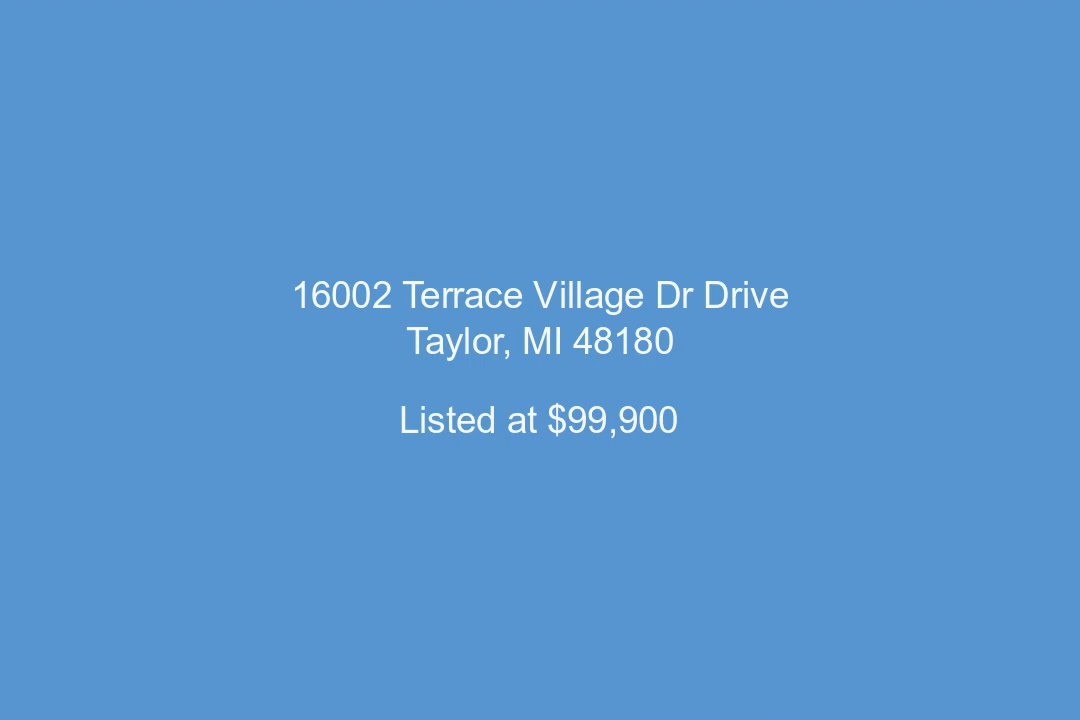 16002 Terrace Village Dr Drive
Taylor, MI 48180
Listed at $99,900